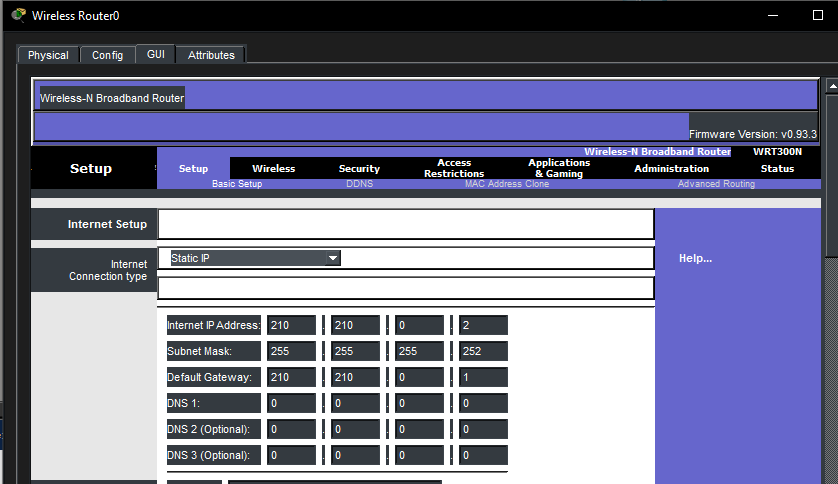 Wireless Router0
Physical Config GUI Attributes
Wireless-N Broadband Router
Firmware Version: v0.93.3
Wireless-N Broadband Router WRT300N
Setup
Setup Wireless Security Access Restrictions Applications & Gaming Administration Status
Basic Setup DDNS MAC Address Clone Advanced Routing
Internet Setup
Internet Connection type
Static IP
Help...
Internet IP Address: 210 . 210 . 0 . 2
Subnet Mask: 255 . 255 . 255 . 252
Default Gateway: 210 . 210 . 0 . 1
DNS 1: 0 . 0 . 0 . 0
DNS 2 (Optional): 0 . 0 . 0 . 0
DNS 3 (Optional): 0 . 0 . 0 . 0